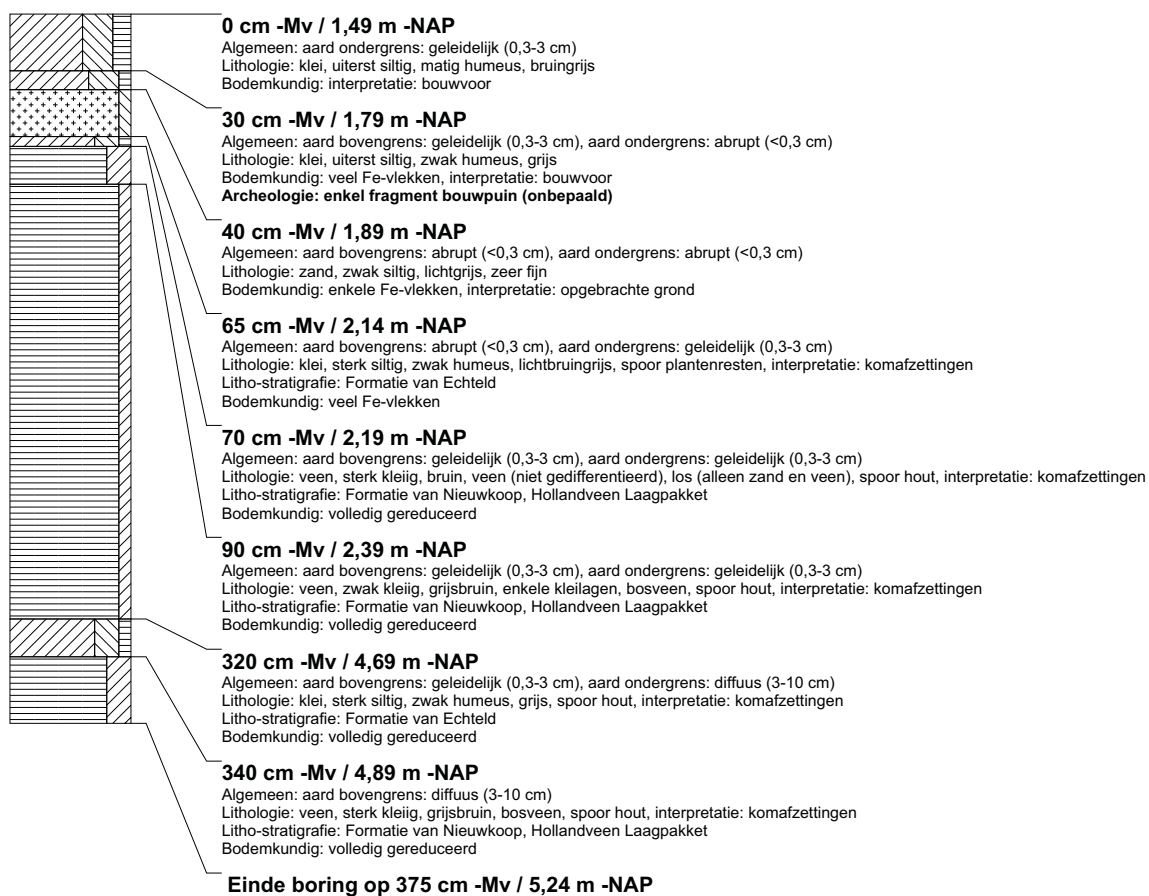 0 cm -Mv / 1,49 m -NAP
Algemeen: aard ondergrens: geleidelijk (0,3-3 cm)
Lithologie: klei, uiterst siltig, matig humeus, bruingrijs
Bodemkundig: interpretatie: bouwvoor
30 cm -Mv / 1,79 m -NAP
Algemeen: aard bovengrens: geleidelijk (0,3-3 cm), aard ondergrens: abrupt (<0,3 cm)
Lithologie: klei, uiterst siltig, zwak humeus, grijs
Bodemkundig: veel Fe-vlekken, interpretatie: bouwvoor
Archeologie: enkel fragment bouwpuin (onbepaald)
40 cm -Mv / 1,89 m -NAP
Algemeen: aard bovengrens: abrupt (<0,3 cm), aard ondergrens: abrupt (<0,3 cm)
Lithologie: zand, zwak siltig, lichtgrijs, zeer fijn
Bodemkundig: enkele Fe-vlekken, interpretatie: opgebrachte grond
65 cm -Mv / 2,14 m -NAP
Algemeen: aard bovengrens: abrupt (<0,3 cm), aard ondergrens: geleidelijk (0,3-3 cm)
Lithologie: klei, sterk siltig, zwak humeus, lichtbruingrijs, spoor plantenresten, interpretatie: komafzettingen
Litho-stratigrafie: Formatie van Echteld
Bodemkundig: veel Fe-vlekken
70 cm -Mv / 2,19 m -NAP
Algemeen: aard bovengrens: geleidelijk (0,3-3 cm), aard ondergrens: geleidelijk (0,3-3 cm)
Lithologie: veen, sterk kleiig, bruin, veen (niet gedifferentieerd), los (alleen zand en veen), spoor hout, interpretatie: komafzettingen
Litho-stratigrafie: Formatie van Nieuwkoop, Hollandveen Laagpakket
Bodemkundig: volledig gereduceerd
90 cm -Mv / 2,39 m -NAP
Algemeen: aard bovengrens: geleidelijk (0,3-3 cm), aard ondergrens: geleidelijk (0,3-3 cm)
Lithologie: veen, zwak kleiig, grijsbruin, enkele kleilagen, bosveen, spoor hout, interpretatie: komafzettingen
Litho-stratigrafie: Formatie van Nieuwkoop, Hollandveen Laagpakket
Bodemkundig: volledig gereduceerd
320 cm -Mv / 4,69 m -NAP
Algemeen: aard bovengrens: geleidelijk (0,3-3 cm), aard ondergrens: diffuus (3-10 cm)
Lithologie: klei, sterk siltig, zwak humeus, grijs, spoor hout, interpretatie: komafzettingen
Litho-stratigrafie: Formatie van Echteld
Bodemkundig: volledig gereduceerd
340 cm -Mv / 4,89 m -NAP
Algemeen: aard bovengrens: diffuus (3-10 cm)
Lithologie: veen, sterk kleiig, grijsbruin, bosveen, spoor hout, interpretatie: komafzettingen
Litho-stratigrafie: Formatie van Nieuwkoop, Hollandveen Laagpakket
Bodemkundig: volledig gereduceerd
Einde boring op 375 cm -Mv / 5,24 m -NAP